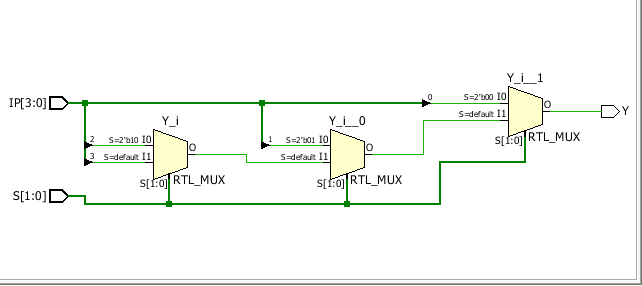 Y_i__1
IP[3:0]
0
S=2'b00 I0
O
Y
Y_i
Y_i__0
S=default I1
2
S=2'b10 I0
1
S=2'b01 I0
S[1:0]
RTL_MUX
O
O
3
S=default I1
S=default I1
S[1:0]
RTL_MUX
S[1:0]
RTL_MUX
S[1:0]